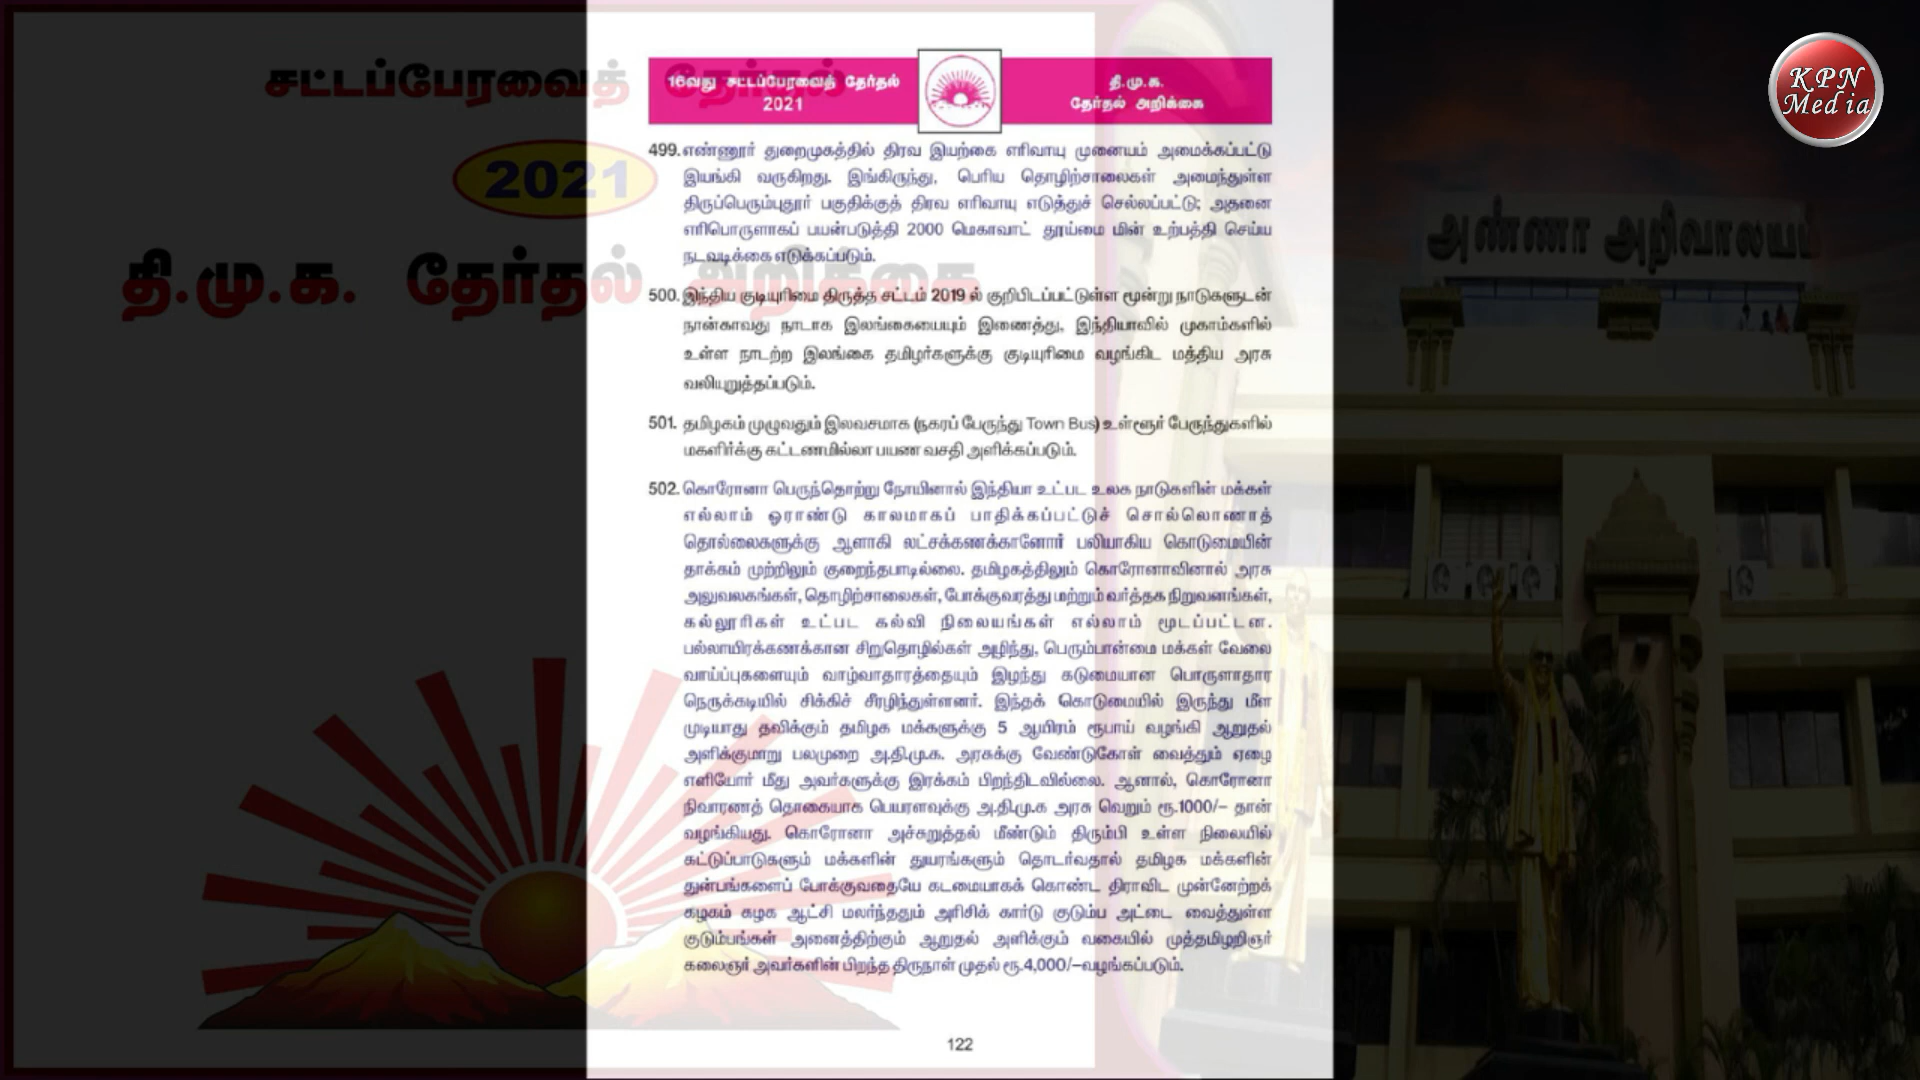 சட்டப்பேரவைத் தேர்தல்
2021
தி.மு.க. தேர்தல் அறிக்கை
16வது சட்டப்பேரவைத் தேர்தல்
2021
தி.மு.க.
தேர்தல் அறிக்கை
499. எண்ணூர் துறைமுகத்தில் திரவ இயற்கை எரிவாயு முனையம் அமைக்கப்பட்டு
இயங்கி வருகிறது. இங்கிருந்து, பெரிய தொழிற்சாலைகள் அமைந்துள்ள
திருப்பெரும்புதூர் பகுதிக்குத் திரவ எரிவாயு எடுத்துச் செல்லப்பட்டு; அதனை
எரிபொருளாகப் பயன்படுத்தி 2000 மெகாவாட் தூய்மை மின் உற்பத்தி செய்ய
நடவடிக்கை எடுக்கப்படும்.
500. இந்திய குடியுரிமை திருத்த சட்டம் 2019 ல் குறிபிடப்பட்டுள்ள மூன்று நாடுகளுடன்
நான்காவது நாடாக இலங்கையையும் இணைத்து, இந்தியாவில் முகாம்களில்
உள்ள நாடற்ற இலங்கை தமிழர்களுக்கு குடியுரிமை வழங்கிட மத்திய அரசு
வலியுறுத்தப்படும்.
501. தமிழகம் முழுவதும் இலவசமாக (நகரப் பேருந்து Town Bus) உள்ளூர் பேருந்துகளில்
மகளிர்க்கு கட்டணமில்லா பயண வசதி அளிக்கப்படும்.
502. கொரோனா பெருந்தொற்று நோயினால் இந்தியா உட்பட உலக நாடுகளின் மக்கள்
எல்லாம் ஓராண்டு காலமாகப் பாதிக்கப்பட்டுச் சொல்லொணாத்
தொல்லைகளுக்கு ஆளாகி லட்சக்கணக்கானோர் பலியாகிய கொடுமையின்
தாக்கம் முற்றிலும் குறைந்தபாடில்லை. தமிழகத்திலும் கொரோனாவினால் அரசு
அலுவலகங்கள், தொழிற்சாலைகள், போக்குவரத்து மற்றும் வர்த்தக நிறுவனங்கள்,
கல்லூரிகள் உட்பட கல்வி நிலையங்கள் எல்லாம் மூடப்பட்டன.
பல்லாயிரக்கணக்கான சிறுதொழில்கள் அழிந்து, பெரும்பான்மை மக்கள் வேலை
வாய்ப்புகளையும் வாழ்வாதாரத்தையும் இழந்து கடுமையான பொருளாதார
நெருக்கடியில் சிக்கிச் சீரழிந்துள்ளனர். இந்தக் கொடுமையில் இருந்து மீள
முடியாது தவிக்கும் தமிழக மக்களுக்கு 5 ஆயிரம் ரூபாய் வழங்கி ஆறுதல்
அளிக்குமாறு பலமுறை அ.தி.மு.க. அரசுக்கு வேண்டுகோள் வைத்தும் ஏழை
எளியோர் மீது அவர்களுக்கு இரக்கம் பிறந்திடவில்லை. ஆனால், கொரோனா
நிவாரணத் தொகையாக பெயரளவுக்கு அ.தி.மு.க அரசு வெறும் ரூ.1000/– தான்
வழங்கியது. கொரோனா அச்சுறுத்தல் மீண்டும் திரும்பி உள்ள நிலையில்
கட்டுப்பாடுகளும் மக்களின் துயரங்களும் தொடர்வதால் தமிழக மக்களின்
துன்பங்களைப் போக்குவதையே கடமையாகக் கொண்ட திராவிட முன்னேற்றக்
கழகம் கழக ஆட்சி மலர்ந்ததும் அரிசிக் கார்டு குடும்ப அட்டை வைத்துள்ள
குடும்பங்கள் அனைத்திற்கும் ஆறுதல் அளிக்கும் வகையில் முத்தமிழறிஞர்
கலைஞர் அவர்களின் பிறந்த திருநாள் முதல் ரூ.4,000/–வழங்கப்படும்.
122
அண்ணா அறிவாலயம்
KPN
Media